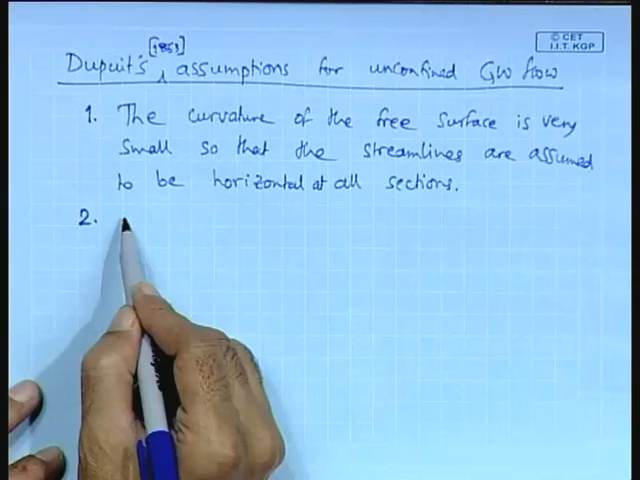 © CET
I.I.T. KGP
[1863]
Dupuit's ∧ assumptions for unconfined GW flow
1. The curvature of the free surface is very
small so that the streamlines are assumed
to be horizontal at all sections.
2.